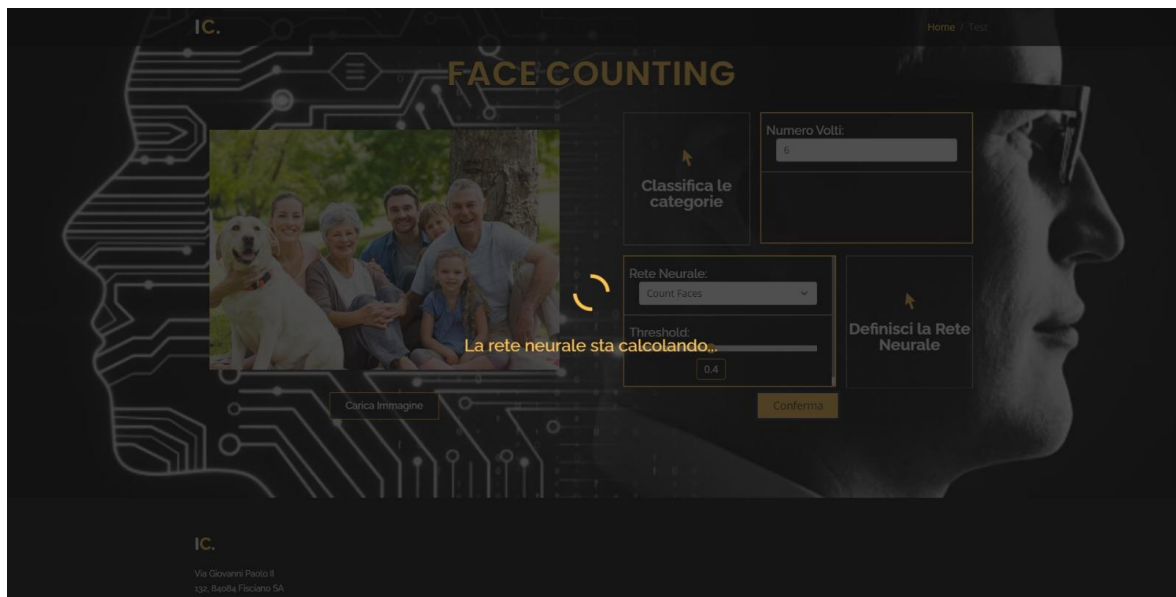 IC.
Home / Test
FACE COUNTING
Numero Volti:
6
Classifica le
categorie
Rete Neurale:
Count Faces
Threshold:
0.4
Definisci la Rete
Neurale
La rete neurale sta calcolando...
Carica Immagine
Conferma
IC.
Via Giovanni Paolo II
132, 84084 Fisciano SA